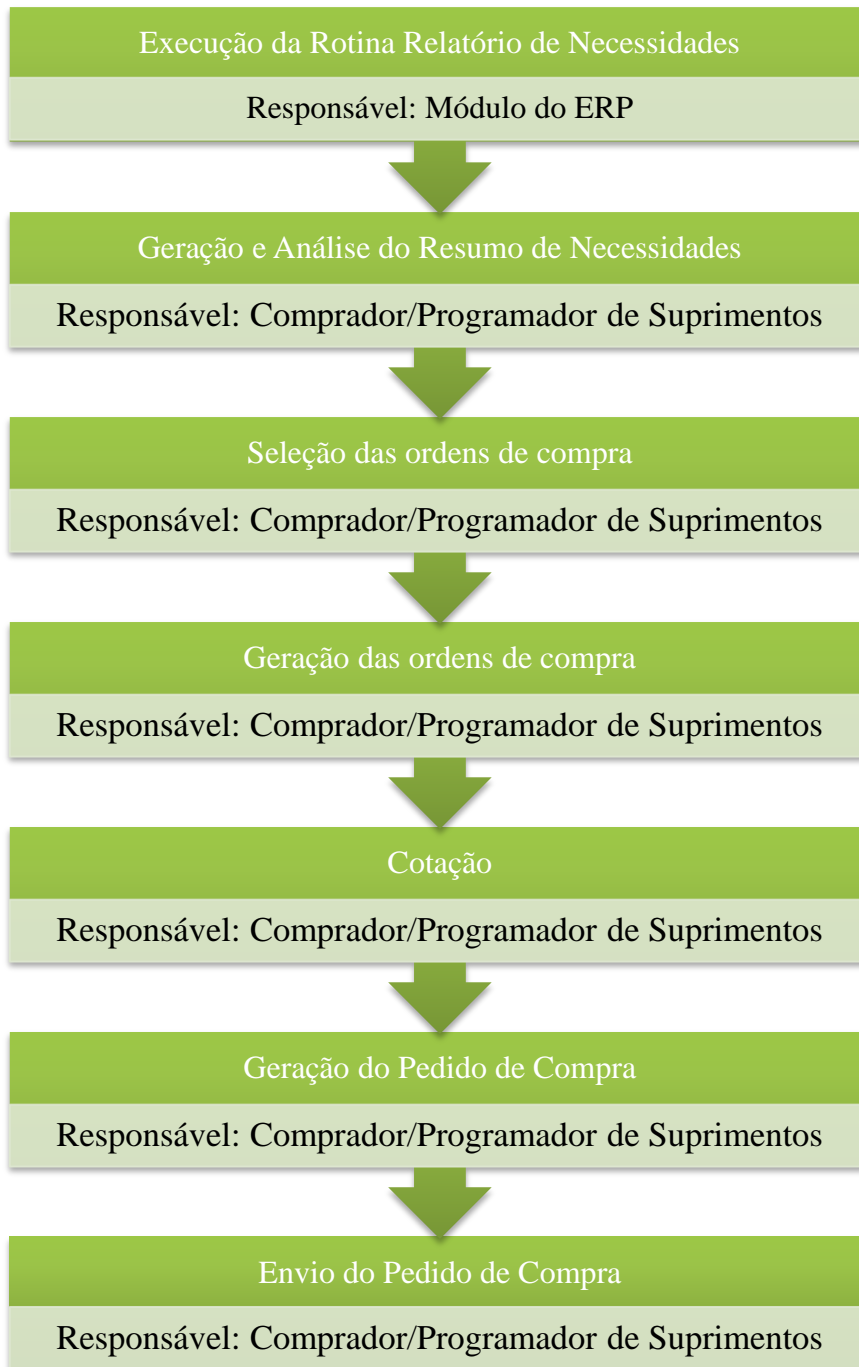 Execução da Rotina Relatório de Necessidades
Responsável: Módulo do ERP
Geração e Análise do Resumo de Necessidades
Responsável: Comprador/Programador de Suprimentos
Seleção das ordens de compra
Responsável: Comprador/Programador de Suprimentos
Geração das ordens de compra
Responsável: Comprador/Programador de Suprimentos
Cotação
Responsável: Comprador/Programador de Suprimentos
Geração do Pedido de Compra
Responsável: Comprador/Programador de Suprimentos
Envio do Pedido de Compra
Responsável: Comprador/Programador de Suprimentos